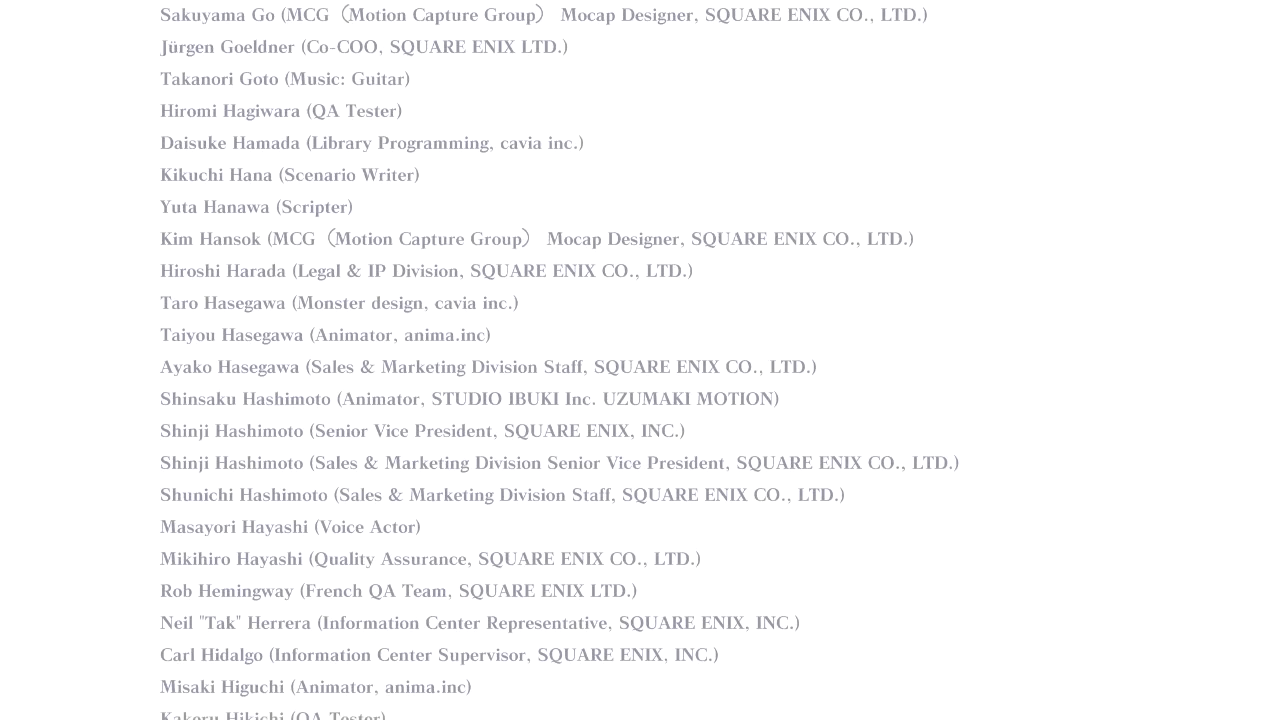 Sakuyama Go (MCG（Motion Capture Group） Mocap Designer, SQUARE ENIX CO., LTD.)
Jürgen Goeldner (Co-COO, SQUARE ENIX LTD.)
Takanori Goto (Music: Guitar)
Hiromi Hagiwara (QA Tester)
Daisuke Hamada (Library Programming, cavia inc.)
Kikuchi Hana (Scenario Writer)
Yuta Hanawa (Scripter)
Kim Hansok (MCG（Motion Capture Group） Mocap Designer, SQUARE ENIX CO., LTD.)
Hiroshi Harada (Legal & IP Division, SQUARE ENIX CO., LTD.)
Taro Hasegawa (Monster design, cavia inc.)
Taiyou Hasegawa (Animator, anima.inc)
Ayako Hasegawa (Sales & Marketing Division Staff, SQUARE ENIX CO., LTD.)
Shinsaku Hashimoto (Animator, STUDIO IBUKI Inc. UZUMAKI MOTION)
Shinji Hashimoto (Senior Vice President, SQUARE ENIX, INC.)
Shinji Hashimoto (Sales & Marketing Division Senior Vice President, SQUARE ENIX CO., LTD.)
Shunichi Hashimoto (Sales & Marketing Division Staff, SQUARE ENIX CO., LTD.)
Masayori Hayashi (Voice Actor)
Mikihiro Hayashi (Quality Assurance, SQUARE ENIX CO., LTD.)
Rob Hemingway (French QA Team, SQUARE ENIX LTD.)
Neil "Tak" Herrera (Information Center Representative, SQUARE ENIX, INC.)
Carl Hidalgo (Information Center Supervisor, SQUARE ENIX, INC.)
Misaki Higuchi (Animator, anima.inc)
Kakeru Hikichi (QA Tester)